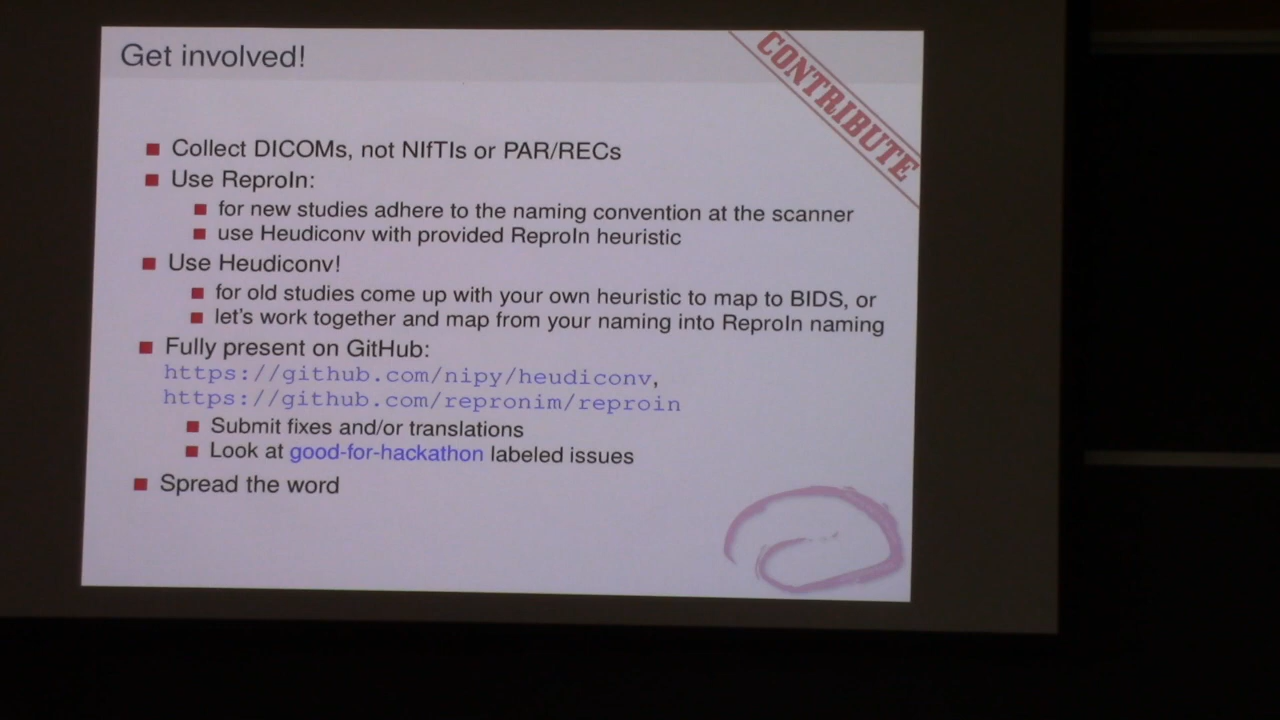 Get involved!
CONTRIBUTE
Collect DICOMs, not NIfTIs or PAR/RECs
Use ReproIn:
for new studies adhere to the naming convention at the scanner
use Heudiconv with provided ReproIn heuristic
Use Heudiconv!
for old studies come up with your own heuristic to map to BIDS, or
let's work together and map from your naming into ReproIn naming
Fully present on GitHub:
https://github.com/nipy/heudiconv,
https://github.com/repronim/reproin
Submit fixes and/or translations
Look at good-for-hackathon labeled issues
Spread the word